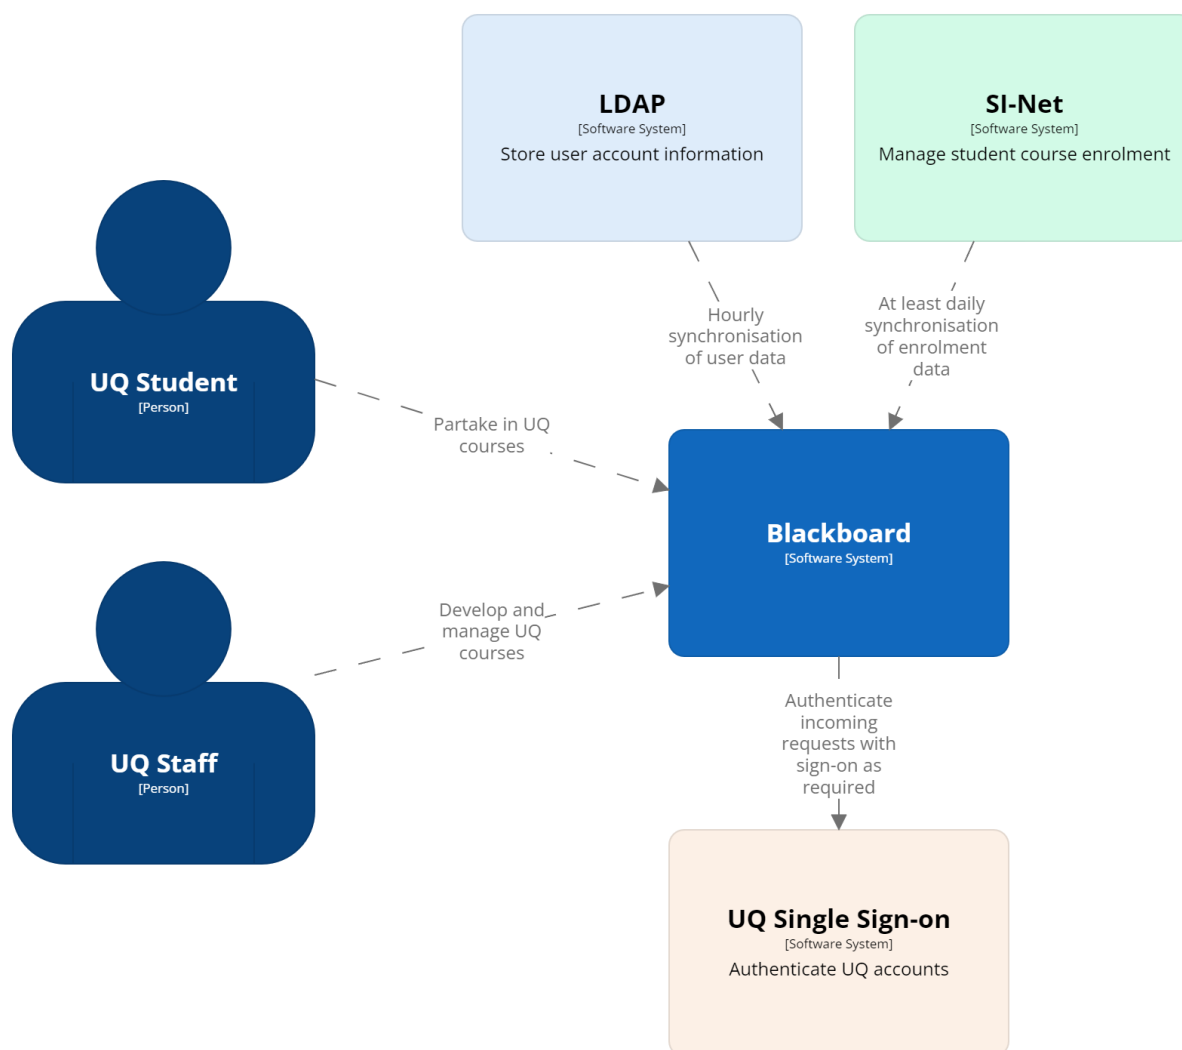 LDAP
[Software System]
Store user account information
SI-Net
[Software System]
Manage student course enrolment
Hourly
synchronisation
of user data
At least daily
synchronisation
of enrolment
data
UQ Student
[Person]
Partake in UQ
courses
Blackboard
[Software System]
Develop and
manage UQ
courses
UQ Staff
[Person]
Authenticate
incoming
requests with
sign-on as
required
UQ Single Sign-on
[Software System]
Authenticate UQ accounts